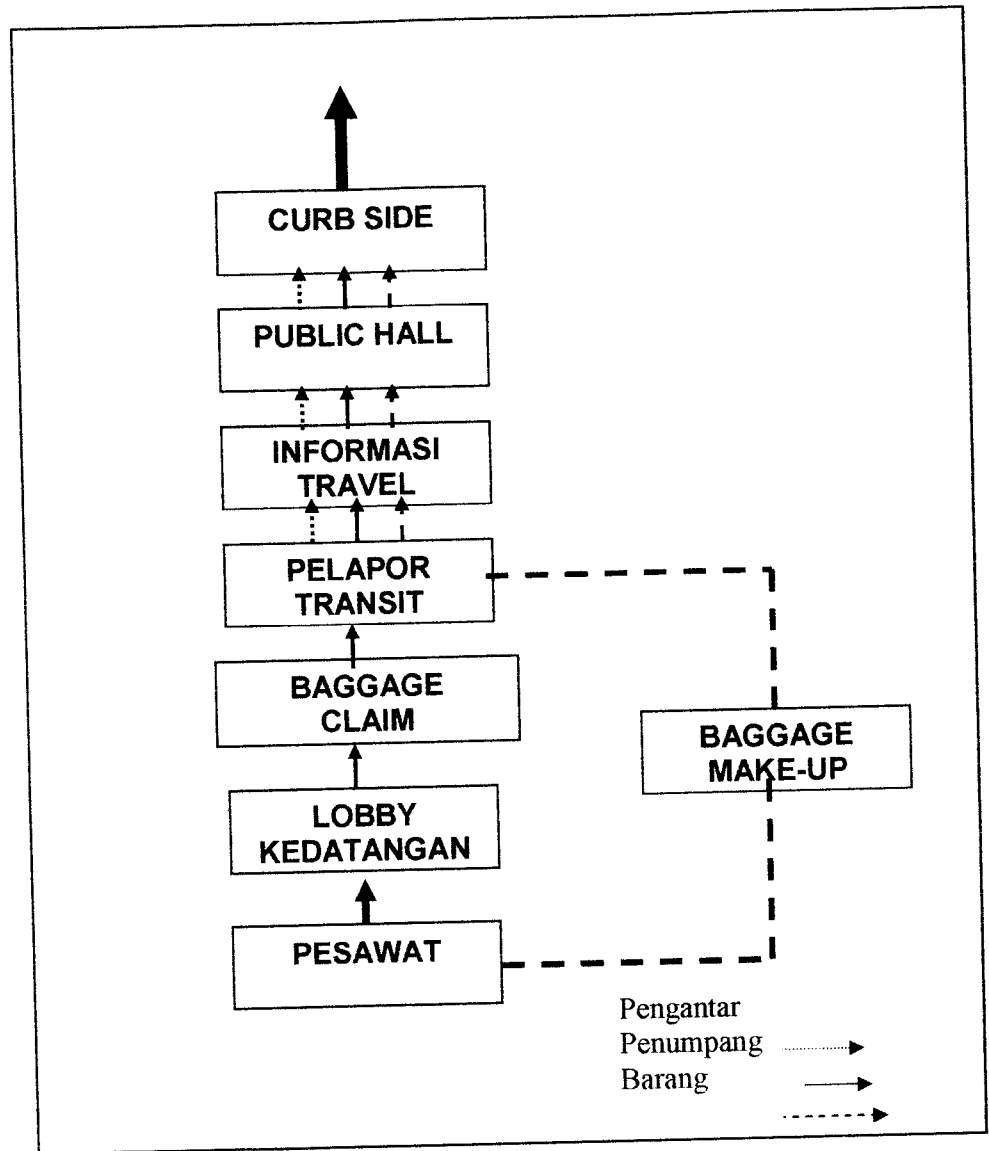 CURB SIDE
PUBLIC HALL
INFORMASI
TRAVEL
PELAPOR
TRANSIT
BAGGAGE
CLAIM
BAGGAGE
MAKE-UP
LOBBY
KEDATANGAN
PESAWAT
Pengantar
Penumpang
Barang